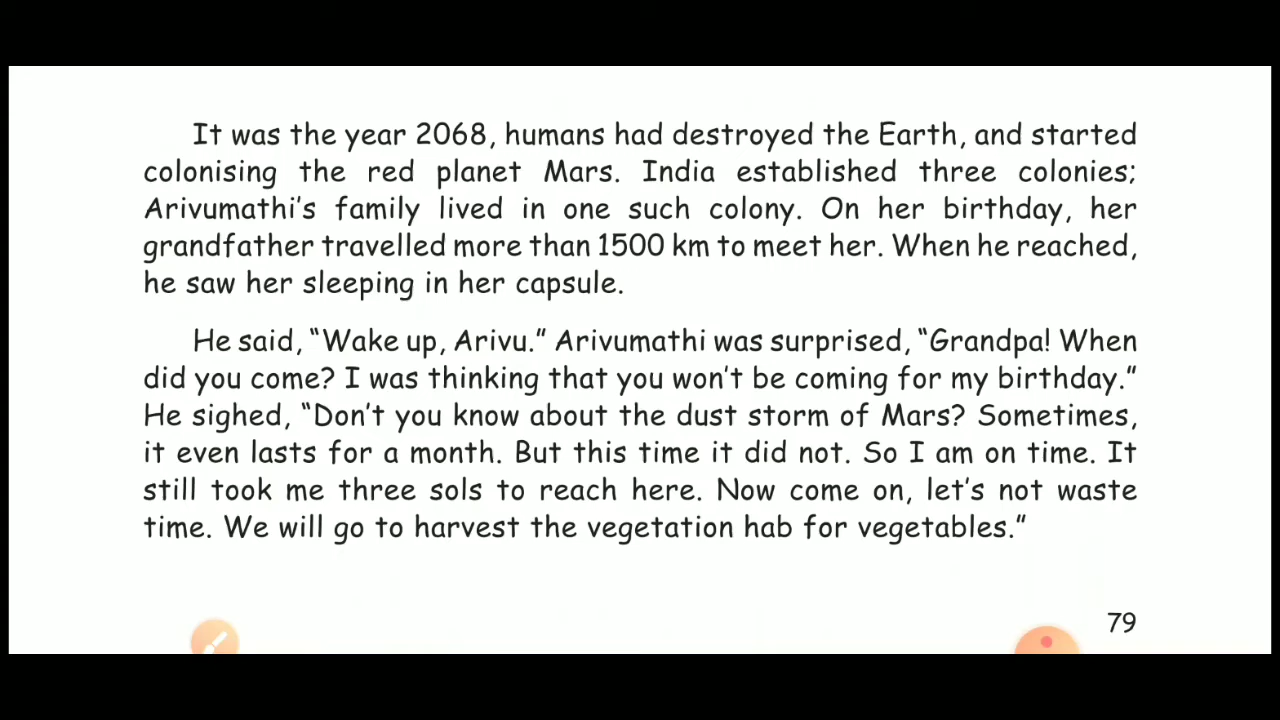 It was the year 2068, humans had destroyed the Earth, and started
colonising the red planet Mars. India established three colonies;
Arivumathi's family lived in one such colony. On her birthday, her
grandfather travelled more than 1500 km to meet her. When he reached,
he saw her sleeping in her capsule.
He said, “Wake up, Arivu.” Arivumathi was surprised, “Grandpa! When
did you come? I was thinking that you won't be coming for my birthday.”
He sighed, “Don't you know about the dust storm of Mars? Sometimes,
it even lasts for a month. But this time it did not. So I am on time. It
still took me three sols to reach here. Now come on, let's not waste
time. We will go to harvest the vegetation hab for vegetables.”
79